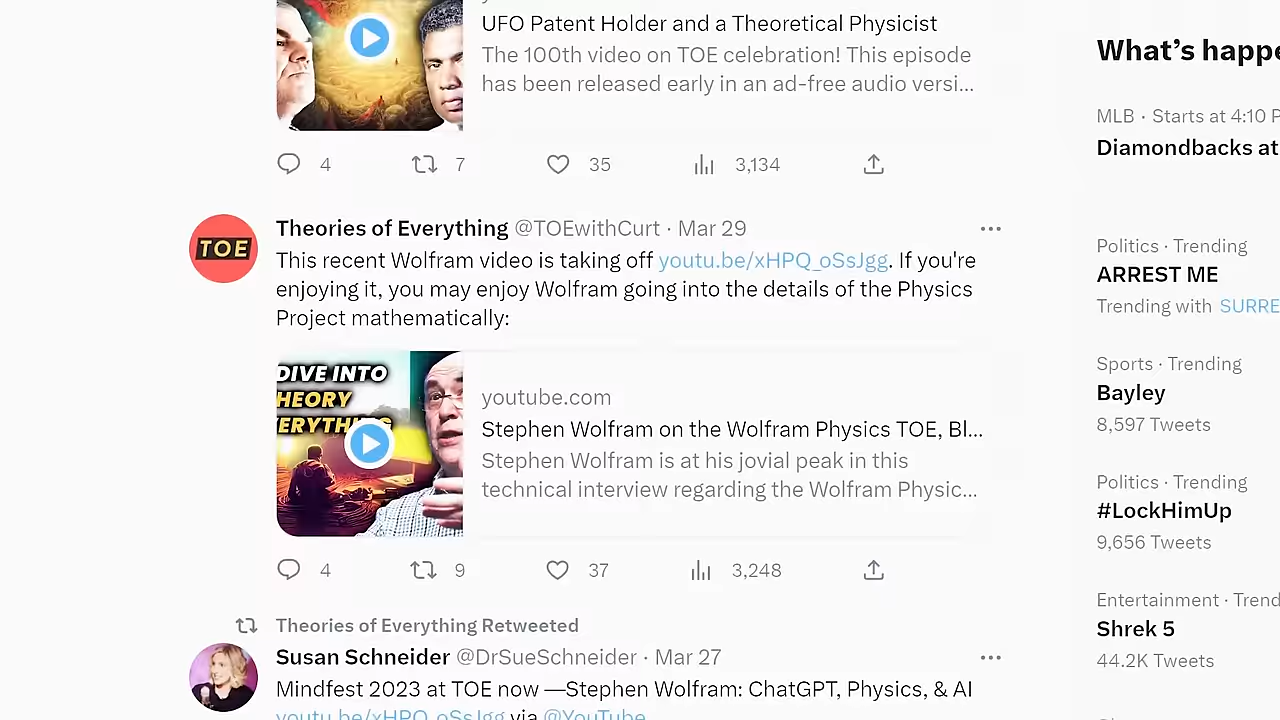 UFO Patent Holder and a Theoretical Physicist
The 100th video on TOE celebration! This episode
has been released early in an ad-free audio versi...
4 7 35 3,134
TOE
Theories of Everything @TOEwithCurt · Mar 29
This recent Wolfram video is taking off youtu.be/xHPQ_oSsJgg. If you're
enjoying it, you may enjoy Wolfram going into the details of the Physics
Project mathematically:
DIVE INTO
HEORY
ERYTHING
youtube.com
Stephen Wolfram on the Wolfram Physics TOE, Bl...
Stephen Wolfram is at his jovial peak in this
technical interview regarding the Wolfram Physic...
4 9 37 3,248
Theories of Everything Retweeted
Susan Schneider @DrSueSchneider · Mar 27
Mindfest 2023 at TOE now —Stephen Wolfram: ChatGPT, Physics, & AI
youtu.be/xHPQ_oSsJgg via @YouTube
What's happe
MLB · Starts at 4:10 P
Diamondbacks at
Politics · Trending
ARREST ME
Trending with SURRE
Sports · Trending
Bayley
8,597 Tweets
Politics · Trending
#LockHimUp
9,656 Tweets
Entertainment · Trend
Shrek 5
44.2K Tweets